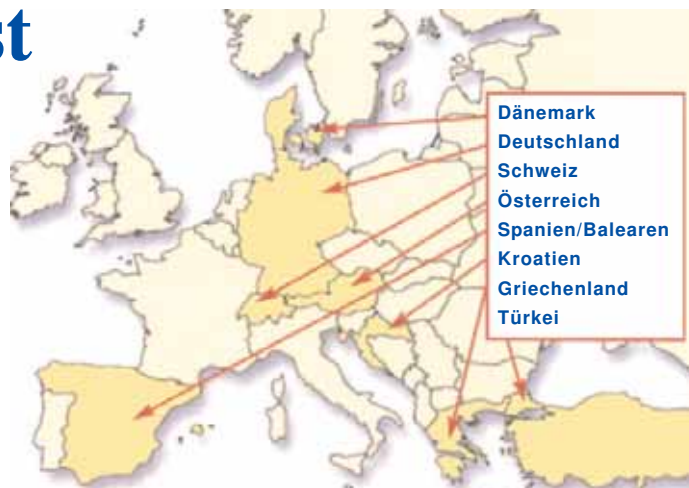 st
Dänemark
Deutschland
Schweiz
Österreich
Spanien/Balearen
Kroatien
Griechenland
Türkei